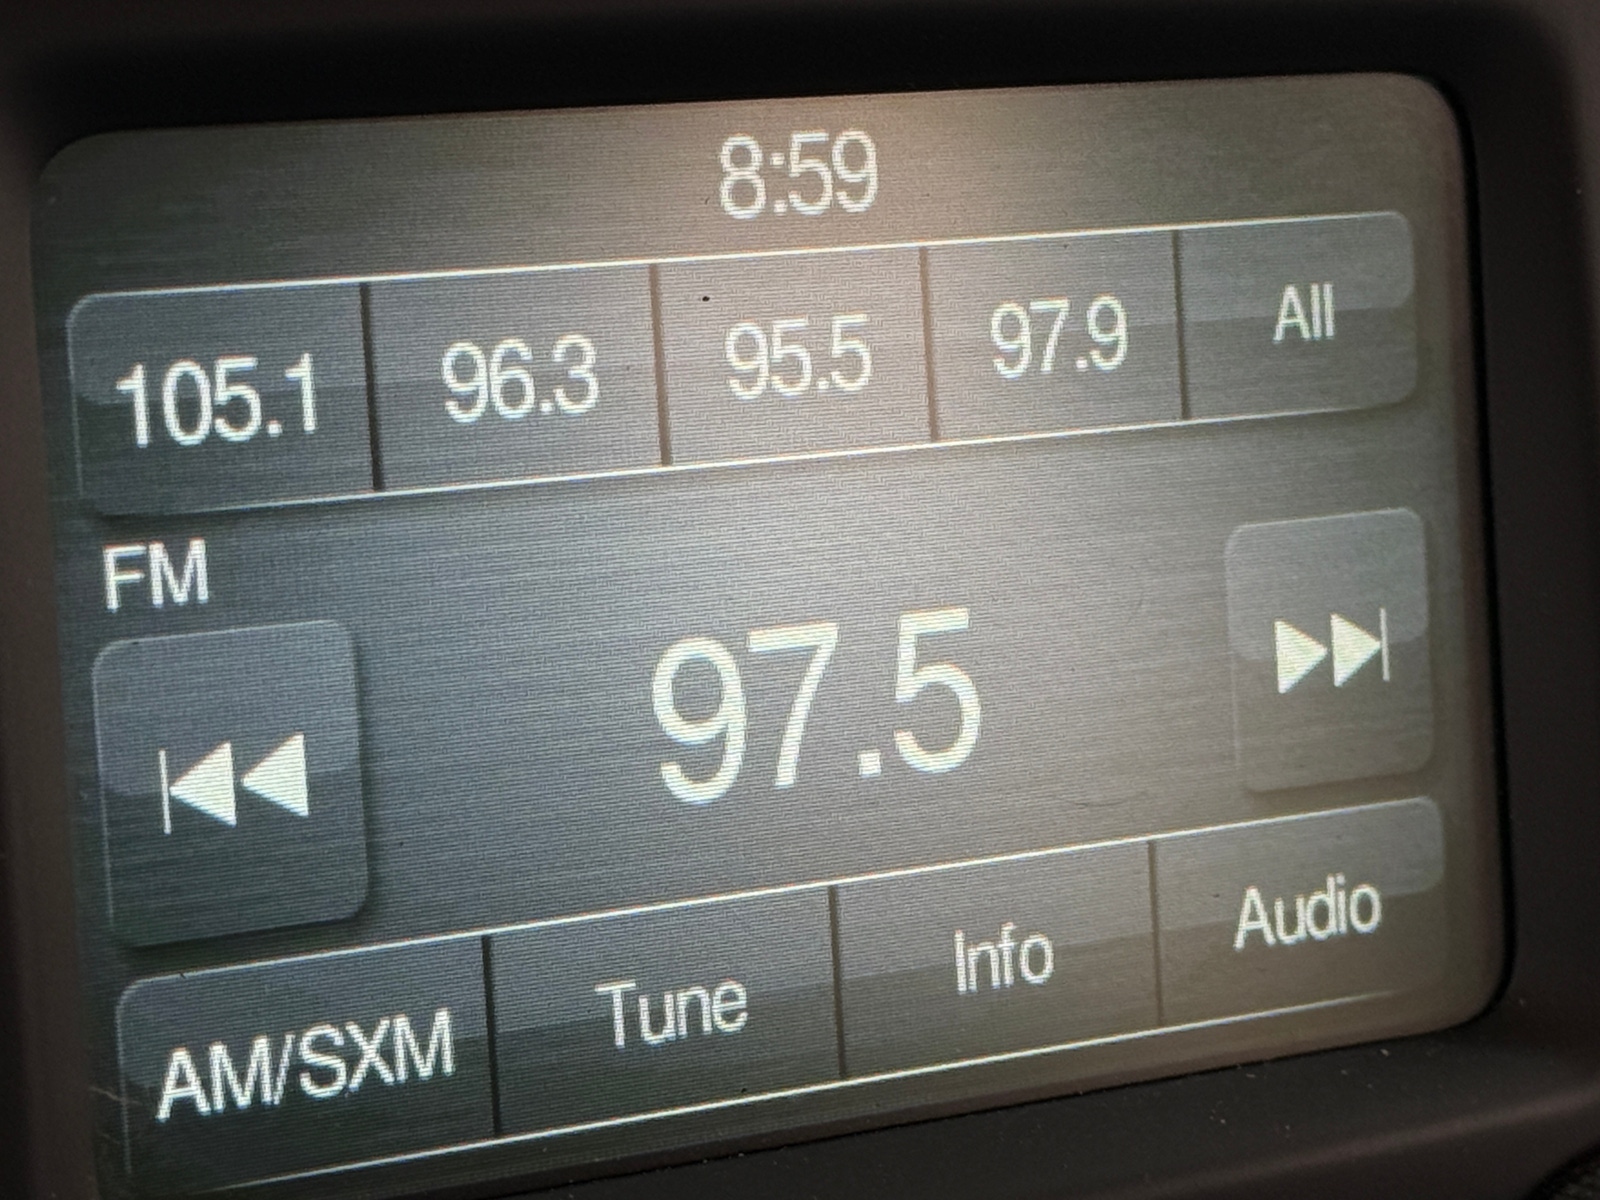 8:59
105.1 96.3 95.5 97.9 All
FM
97.5
AM/SXM Tune Info Audio